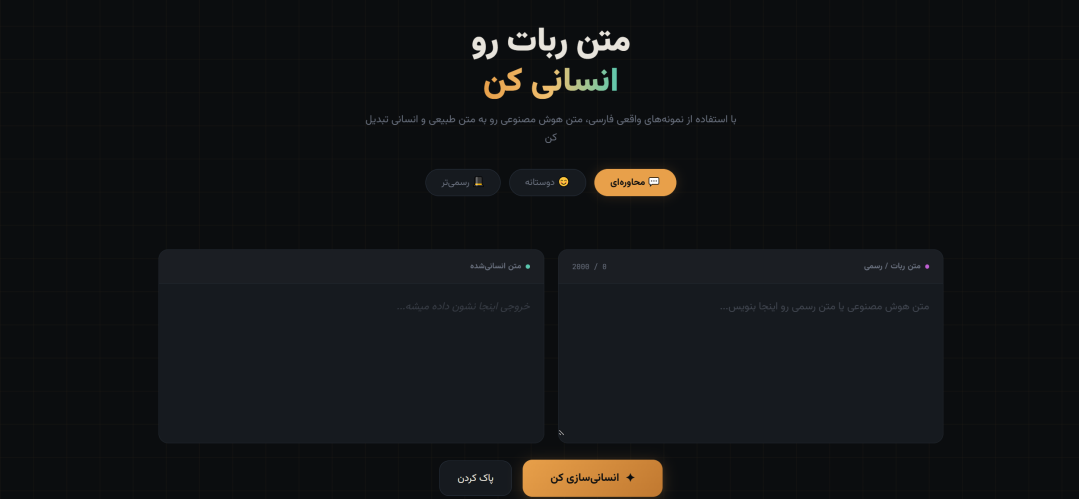 متن ربات رو
انسانی کن
با استفاده از نمونه‌های واقعی فارسی، متن هوش مصنوعی رو به متن طبیعی و انسانی تبدیل
کن
💬 محاوره‌ای
😊 دوستانه
رسمی‌تر
متن ربات / رسمی
0 / 2000
متن هوش مصنوعی یا متن رسمی رو اینجا بنویس...
متن انسانی‌شده
خروجی اینجا نشون داده میشه...
✦ انسانی‌سازی کن
پاک کردن